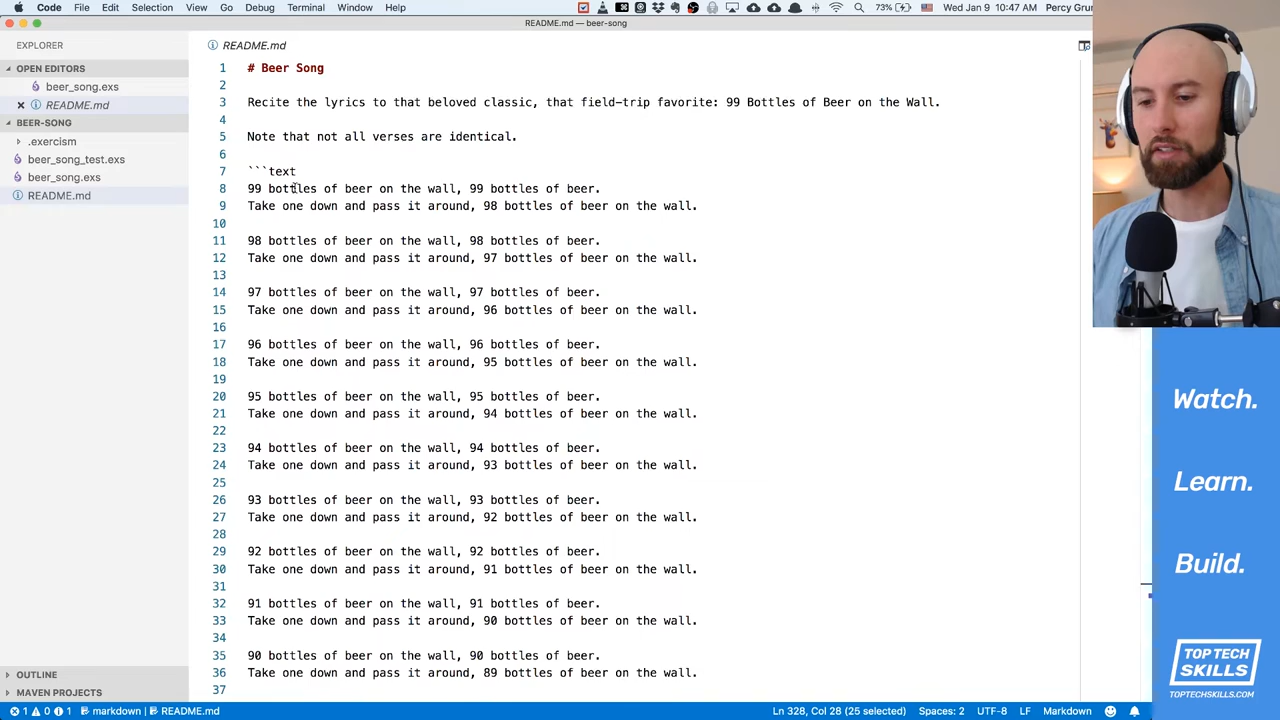 Code File Edit Selection View Go Debug Terminal Window Help 73% Wed Jan 9 10:47 AM Percy Grun
README.md — beer-song
EXPLORER
OPEN EDITORS
beer_song.exs
README.md
BEER-SONG
.exercism
beer_song_test.exs
beer_song.exs
README.md
OUTLINE
MAVEN PROJECTS
README.md
1 # Beer Song
2
3 Recite the lyrics to that beloved classic, that field-trip favorite: 99 Bottles of Beer on the Wall.
4
5 Note that not all verses are identical.
6
7 ```text
8 99 bottles of beer on the wall, 99 bottles of beer.
9 Take one down and pass it around, 98 bottles of beer on the wall.
10
11 98 bottles of beer on the wall, 98 bottles of beer.
12 Take one down and pass it around, 97 bottles of beer on the wall.
13
14 97 bottles of beer on the wall, 97 bottles of beer.
15 Take one down and pass it around, 96 bottles of beer on the wall.
16
17 96 bottles of beer on the wall, 96 bottles of beer.
18 Take one down and pass it around, 95 bottles of beer on the wall.
19
20 95 bottles of beer on the wall, 95 bottles of beer.
21 Take one down and pass it around, 94 bottles of beer on the wall.
22
23 94 bottles of beer on the wall, 94 bottles of beer.
24 Take one down and pass it around, 93 bottles of beer on the wall.
25
26 93 bottles of beer on the wall, 93 bottles of beer.
27 Take one down and pass it around, 92 bottles of beer on the wall.
28
29 92 bottles of beer on the wall, 92 bottles of beer.
30 Take one down and pass it around, 91 bottles of beer on the wall.
31
32 91 bottles of beer on the wall, 91 bottles of beer.
33 Take one down and pass it around, 90 bottles of beer on the wall.
34
35 90 bottles of beer on the wall, 90 bottles of beer.
36 Take one down and pass it around, 89 bottles of beer on the wall.
37
1 0 1 markdown | README.md Ln 328, Col 28 (25 selected) Spaces: 2 UTF-8 LF Markdown
Watch.
Learn.
Build.
TOP TECH
SKILLS
TOPTECHSKILLS.COM